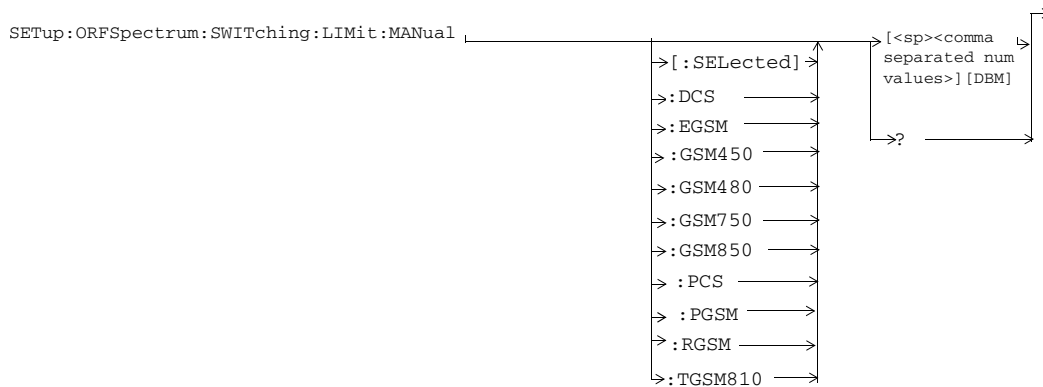 SETup:ORFSpectrum:SWITching:LIMit:MANual
[<sp><comma
separated num
values>][DBM]
[:SELected]
:DCS
:EGSM
?
:GSM450
:GSM480
:GSM750
:GSM850
:PCS
:PGSM
:RGSM
:TGSM810